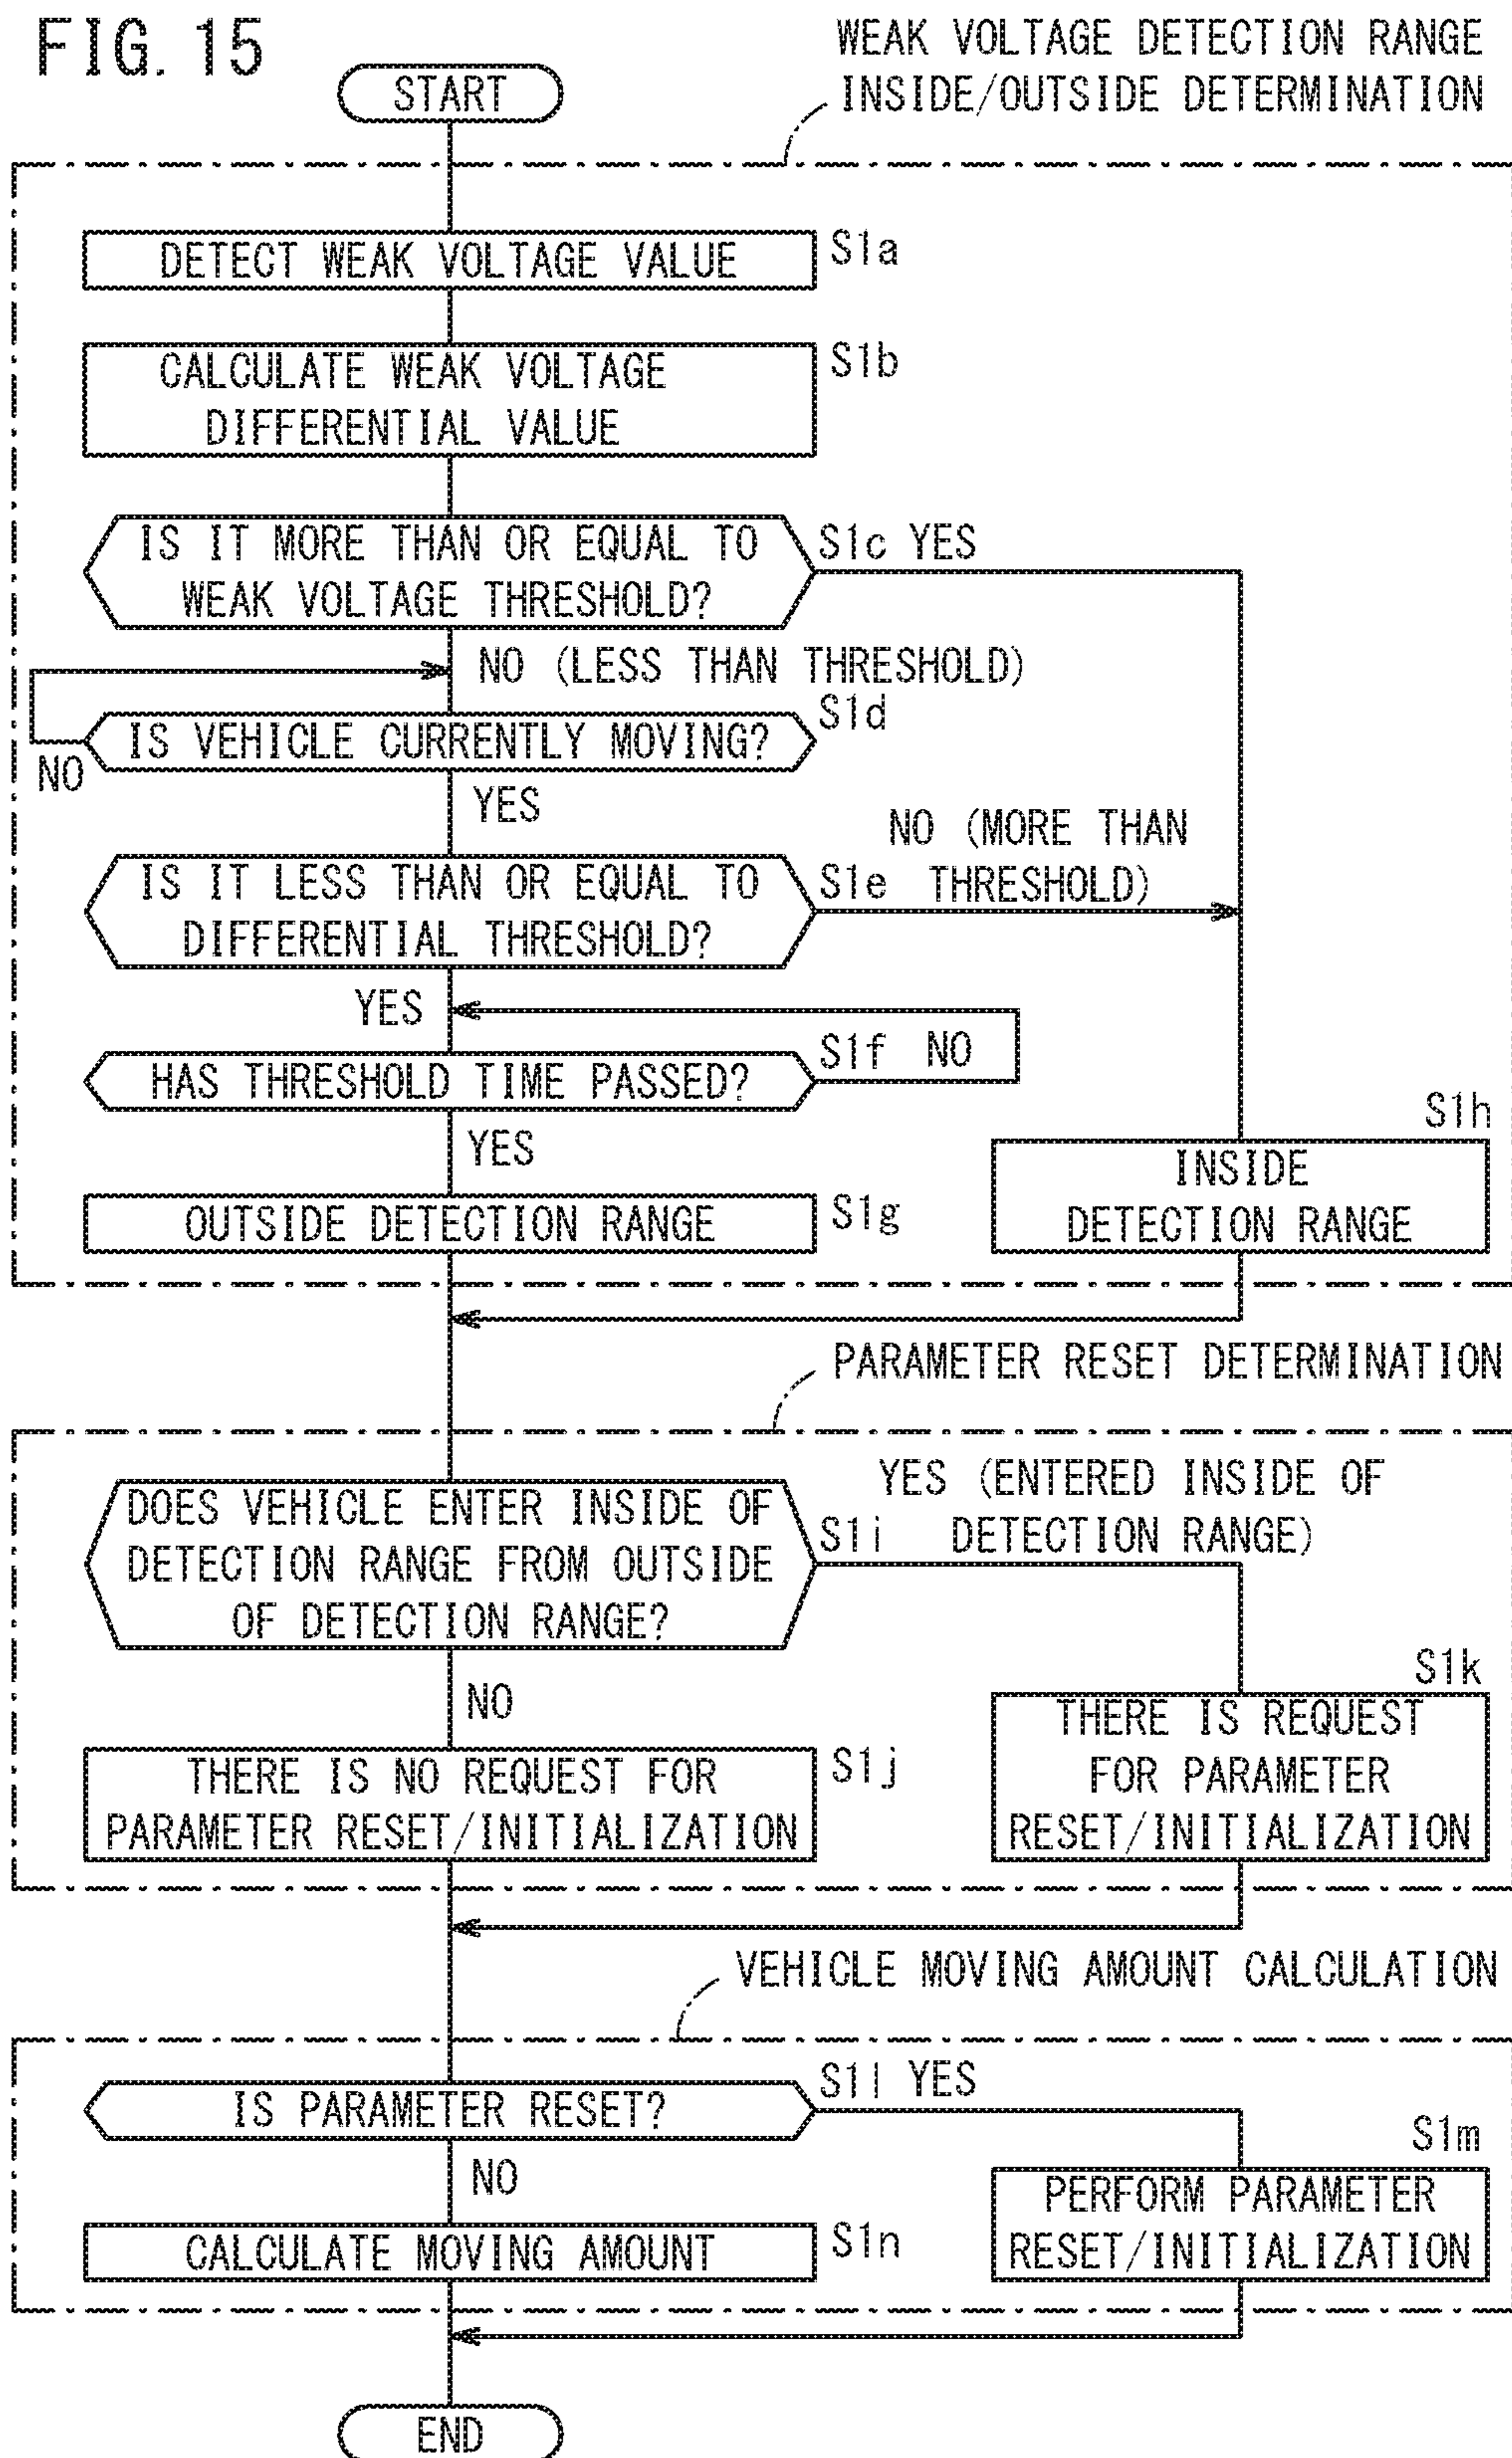 FIG. 15
WEAK VOLTAGE DETECTION RANGE
INSIDE/OUTSIDE DETERMINATION
START
DETECT WEAK VOLTAGE VALUE
S1a
CALCULATE WEAK VOLTAGE
DIFFERENTIAL VALUE
S1b
IS IT MORE THAN OR EQUAL TO
WEAK VOLTAGE THRESHOLD?
S1c YES
NO (LESS THAN THRESHOLD)
IS VEHICLE CURRENTLY MOVING?
S1d
NO
YES
IS IT LESS THAN OR EQUAL TO
DIFFERENTIAL THRESHOLD?
S1e
NO (MORE THAN
THRESHOLD)
YES
HAS THRESHOLD TIME PASSED?
S1f NO
YES
OUTSIDE DETECTION RANGE
S1g
S1h
INSIDE
DETECTION RANGE
PARAMETER RESET DETERMINATION
DOES VEHICLE ENTER INSIDE OF
DETECTION RANGE FROM OUTSIDE
OF DETECTION RANGE?
S1i
YES (ENTERED INSIDE OF
DETECTION RANGE)
NO
THERE IS NO REQUEST FOR
PARAMETER RESET/INITIALIZATION
S1j
S1k
THERE IS REQUEST
FOR PARAMETER
RESET/INITIALIZATION
VEHICLE MOVING AMOUNT CALCULATION
IS PARAMETER RESET?
S1l YES
NO
S1m
PERFORM PARAMETER
RESET/INITIALIZATION
CALCULATE MOVING AMOUNT
S1n
END